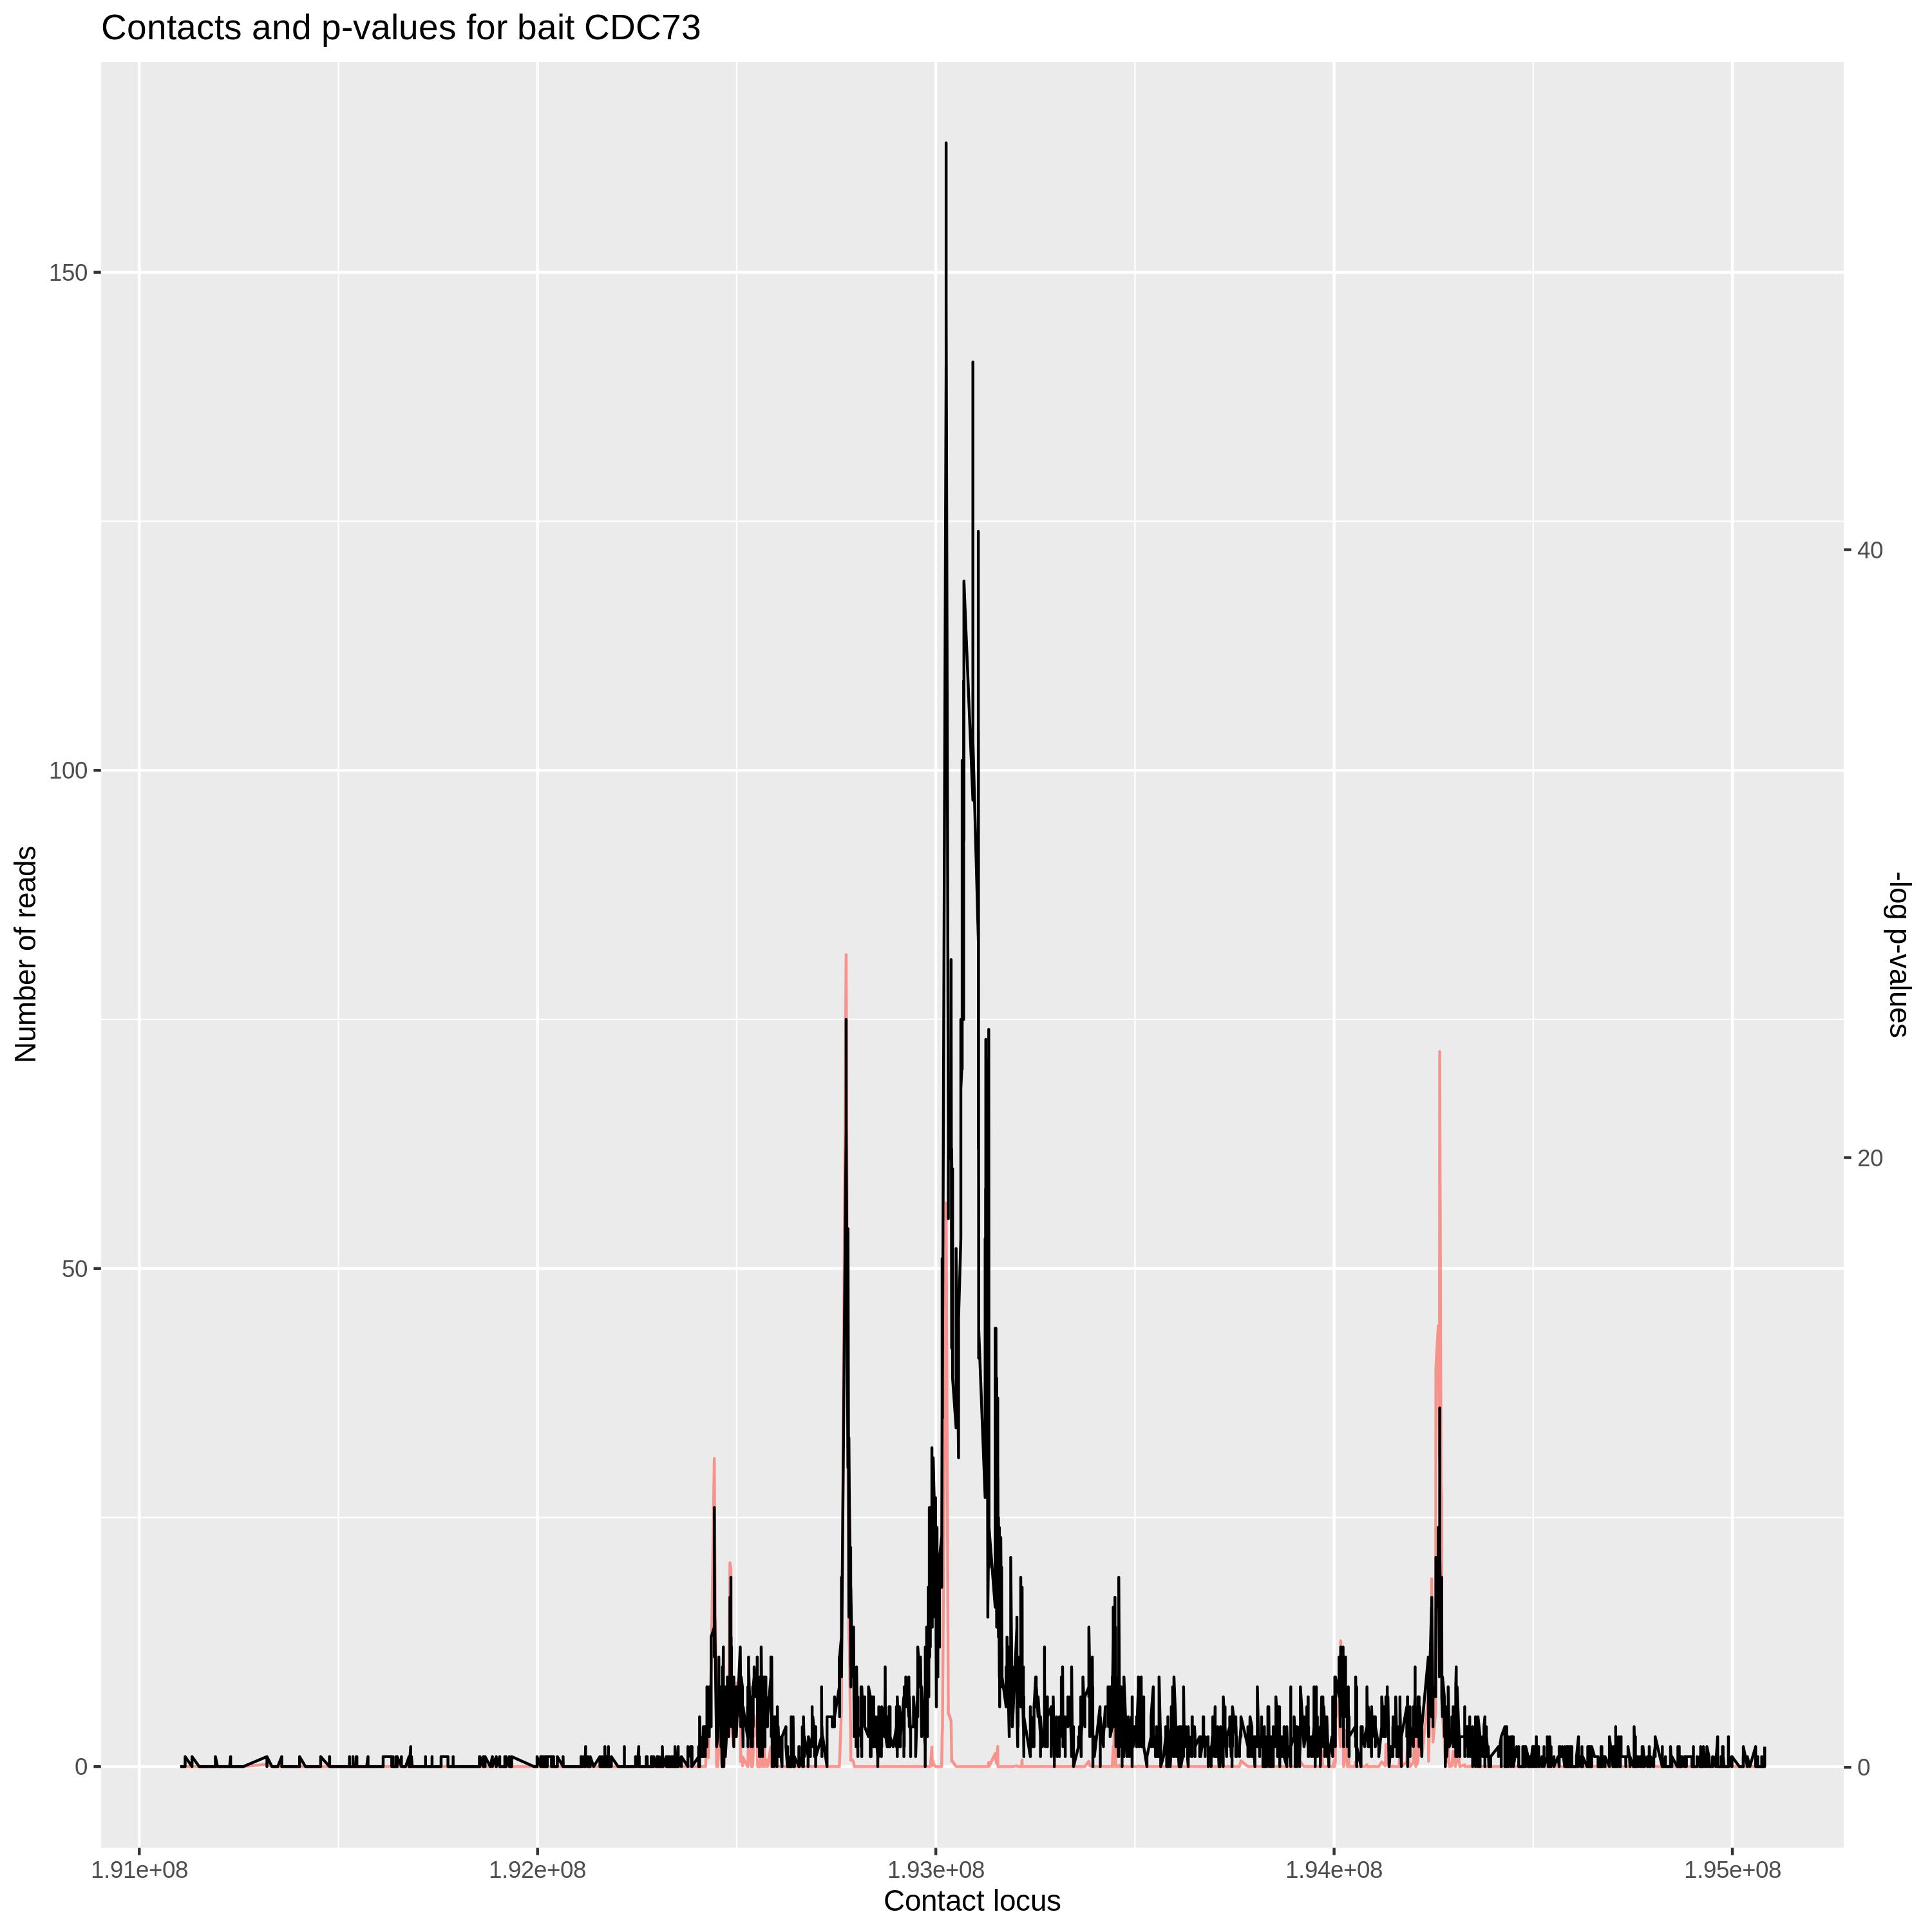 Contacts and p-values for bait CDC73
150
100
50
0
Number of reads
40
20
0
-log p-values
1.91e+08 1.92e+08 1.93e+08 1.94e+08 1.95e+08
Contact locus